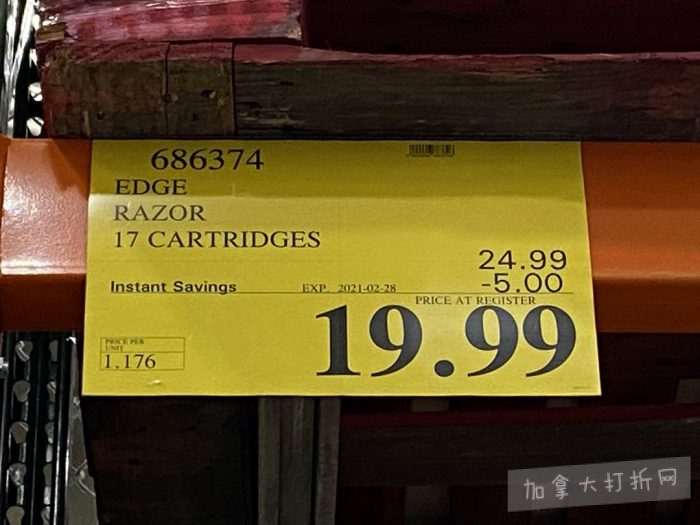 686374
EDGE
RAZOR
17 CARTRIDGES
24.99
Instant Savings EXP. 2021-02-28 -5.00
PRICE AT REGISTER
19.99
PRICE PER
UNIT
1.176
加拿大打折网